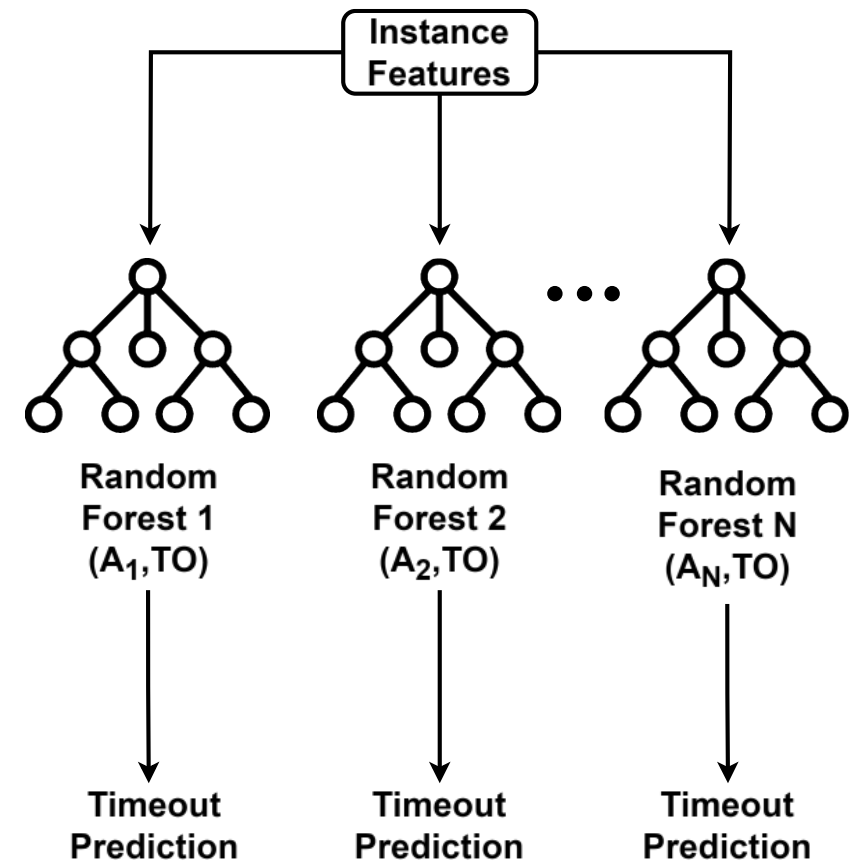 Instance
Features
Random
Forest 1
(A₁,TO)
Random
Forest 2
(A₂,TO)
Random
Forest N
(A_N,TO)
Timeout
Prediction
Timeout
Prediction
Timeout
Prediction